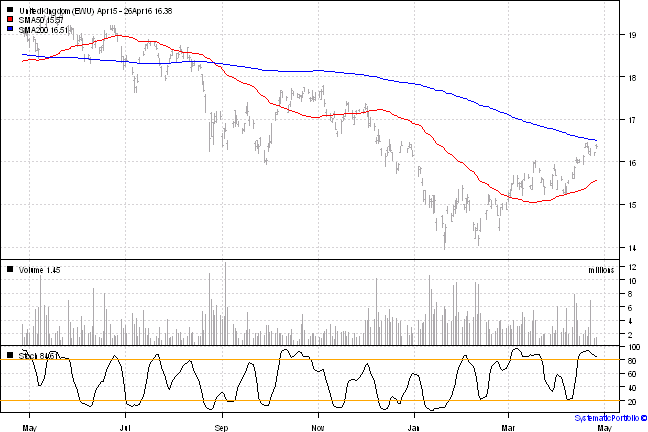 UnitedKingdom (EWU) Apr15 - 26Apr16 16.38
SMA50 15.57
SMA200 16.51
19
18
17
16
15
14
Volume 1.45
millions
12
10
8
6
4
2
Stoch 84.61
100
80
60
40
20
May
Jul
Sep
Nov
Jan
Mar
May
SystematicPortfolio ©